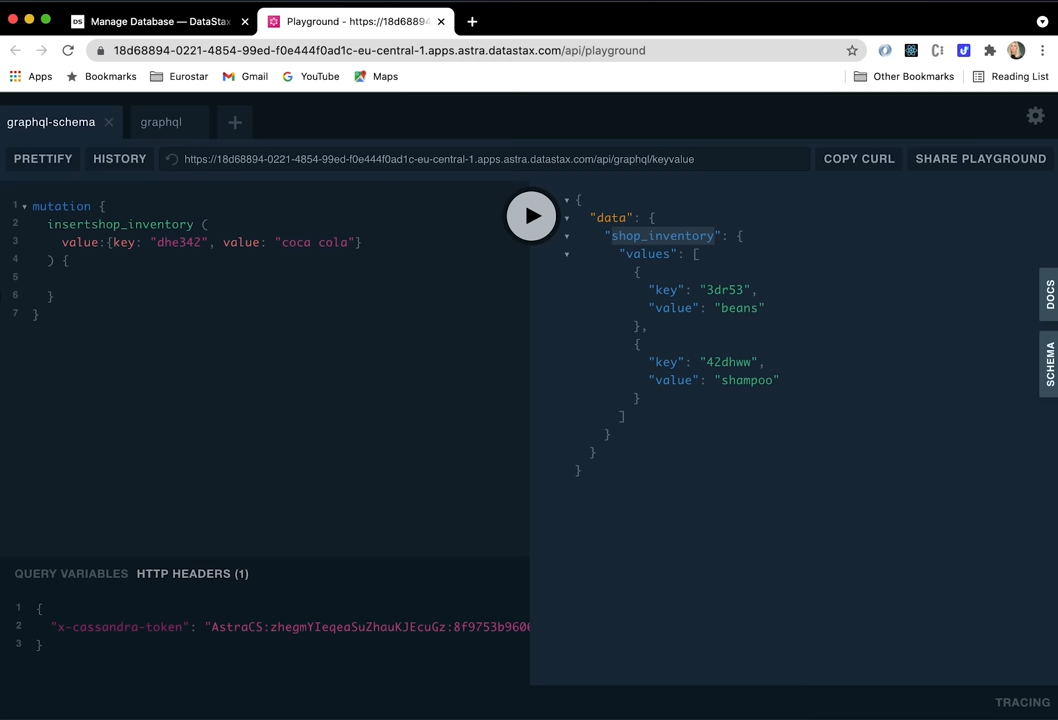 DS Manage Database — DataStax
Playground - https://18d68894
18d68894-0221-4854-99ed-f0e444f0ad1c-eu-central-1.apps.astra.datastax.com/api/playground
Apps Bookmarks Eurostar Gmail YouTube Maps Other Bookmarks Reading List
graphql-schema graphql
PRETTIFY HISTORY https://18d68894-0221-4854-99ed-f0e444f0ad1c-eu-central-1.apps.astra.datastax.com/api/graphql/keyvalue COPY CURL SHARE PLAYGROUND
1 mutation {
2 insertshop_inventory (
3 value:{key: "dhe342", value: "coca cola"}
4 ) {
5
6 }
7 }
{
"data": {
"shop_inventory": {
"values": [
{
"key": "3dr53",
"value": "beans"
},
{
"key": "42dhww",
"value": "shampoo"
}
]
}
}
}
DOCS
SCHEMA
QUERY VARIABLES HTTP HEADERS (1)
1 {
2 "x-cassandra-token": "AstraCS:zhegmYIeqeaSuZhauKJEcuGz:8f9753b960
3 }
TRACING